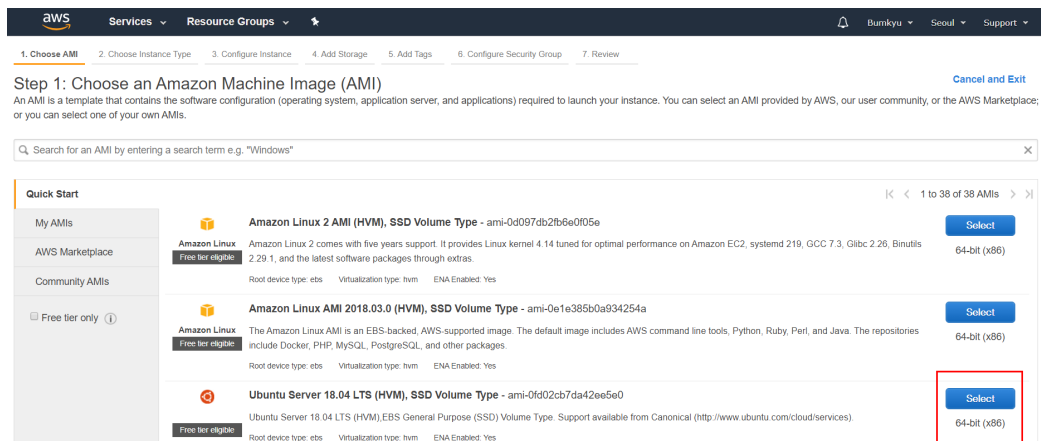 aws Services Resource Groups Bumkyu Seoul Support
1. Choose AMI 2. Choose Instance Type 3. Configure Instance 4. Add Storage 5. Add Tags 6. Configure Security Group 7. Review
Step 1: Choose an Amazon Machine Image (AMI)
Cancel and Exit
An AMI is a template that contains the software configuration (operating system, application server, and applications) required to launch your instance. You can select an AMI provided by AWS, our user community, or the AWS Marketplace;
or you can select one of your own AMIs.
Search for an AMI by entering a search term e.g. "Windows"
Quick Start
1 to 38 of 38 AMIs
My AMIs
AWS Marketplace
Community AMIs
Free tier only
Amazon Linux
Free tier eligible
Amazon Linux 2 AMI (HVM), SSD Volume Type - ami-0d097db2fb6e0f05e
Amazon Linux 2 comes with five years support. It provides Linux kernel 4.14 tuned for optimal performance on Amazon EC2, systemd 219, GCC 7.3, Glibc 2.26, Binutils
2.29.1, and the latest software packages through extras.
Root device type: ebs Virtualization type: hvm ENA Enabled: Yes
Select
64-bit (x86)
Amazon Linux
Free tier eligible
Amazon Linux AMI 2018.03.0 (HVM), SSD Volume Type - ami-0e1e385b0a934254a
The Amazon Linux AMI is an EBS-backed, AWS-supported image. The default image includes AWS command line tools, Python, Ruby, Perl, and Java. The repositories
include Docker, PHP, MySQL, PostgreSQL, and other packages.
Root device type: ebs Virtualization type: hvm ENA Enabled: Yes
Select
64-bit (x86)
Free tier eligible
Ubuntu Server 18.04 LTS (HVM), SSD Volume Type - ami-0fd02cb7da42ee5e0
Ubuntu Server 18.04 LTS (HVM),EBS General Purpose (SSD) Volume Type. Support available from Canonical (http://www.ubuntu.com/cloud/services).
Root device type: ebs Virtualization type: hvm ENA Enabled: Yes
Select
64-bit (x86)